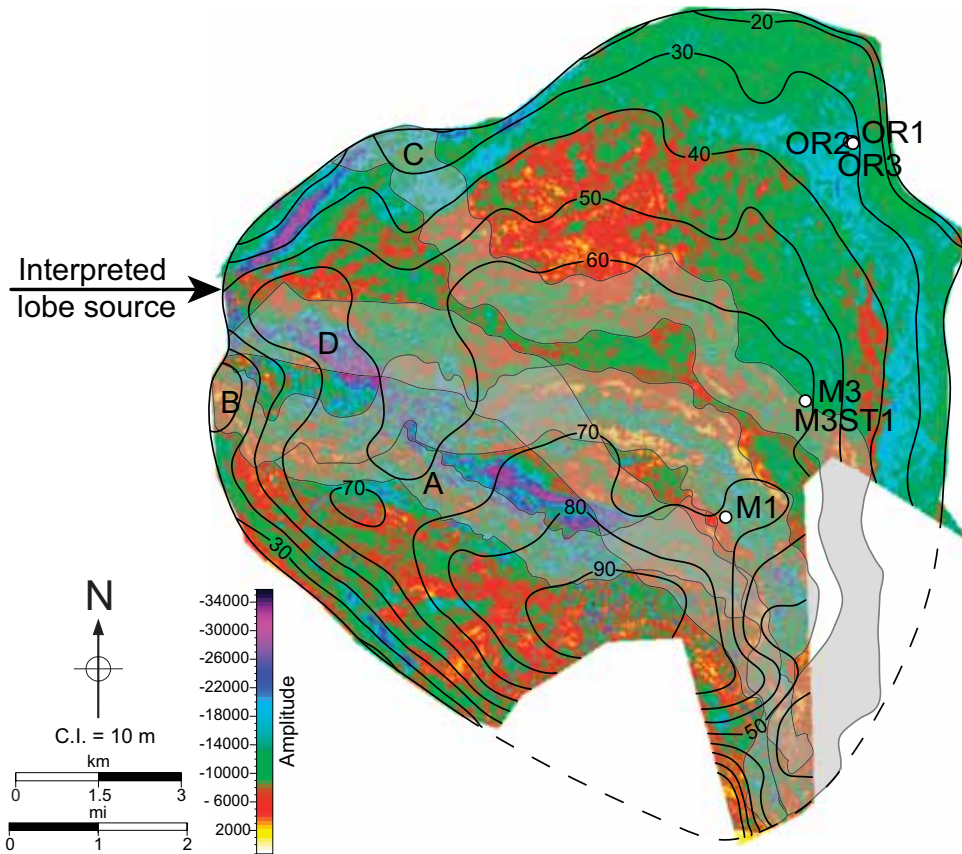 20
30
40
50
60
C
OR2 OR1
OR3
Interpreted
lobe source
D
B
A
M3
M3ST1
70
70
80
M1
90
30
50
N
C.I. = 10 m
km
0 1.5 3
mi
0 1 2
-34000
-30000
-26000
-22000
-18000
-14000
-10000
- 6000
2000
Amplitude